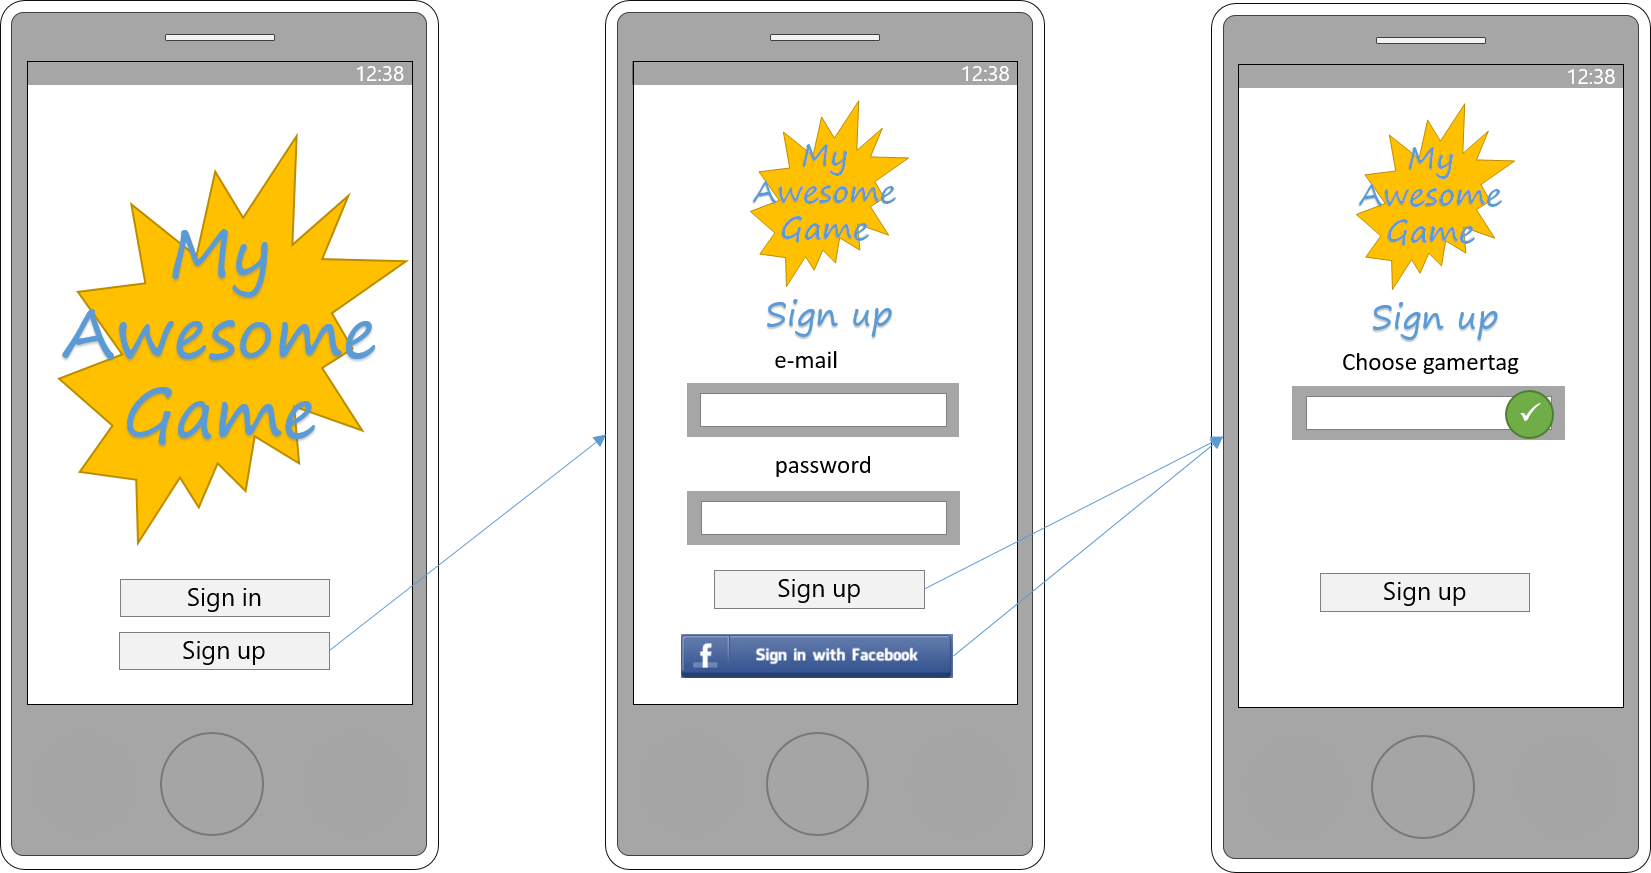 12:38
My
Awesome
Game
Sign in
Sign up
12:38
My
Awesome
Game
Sign up
e-mail
password
Sign up
f Sign in with Facebook
12:38
My
Awesome
Game
Sign up
Choose gamertag
Sign up